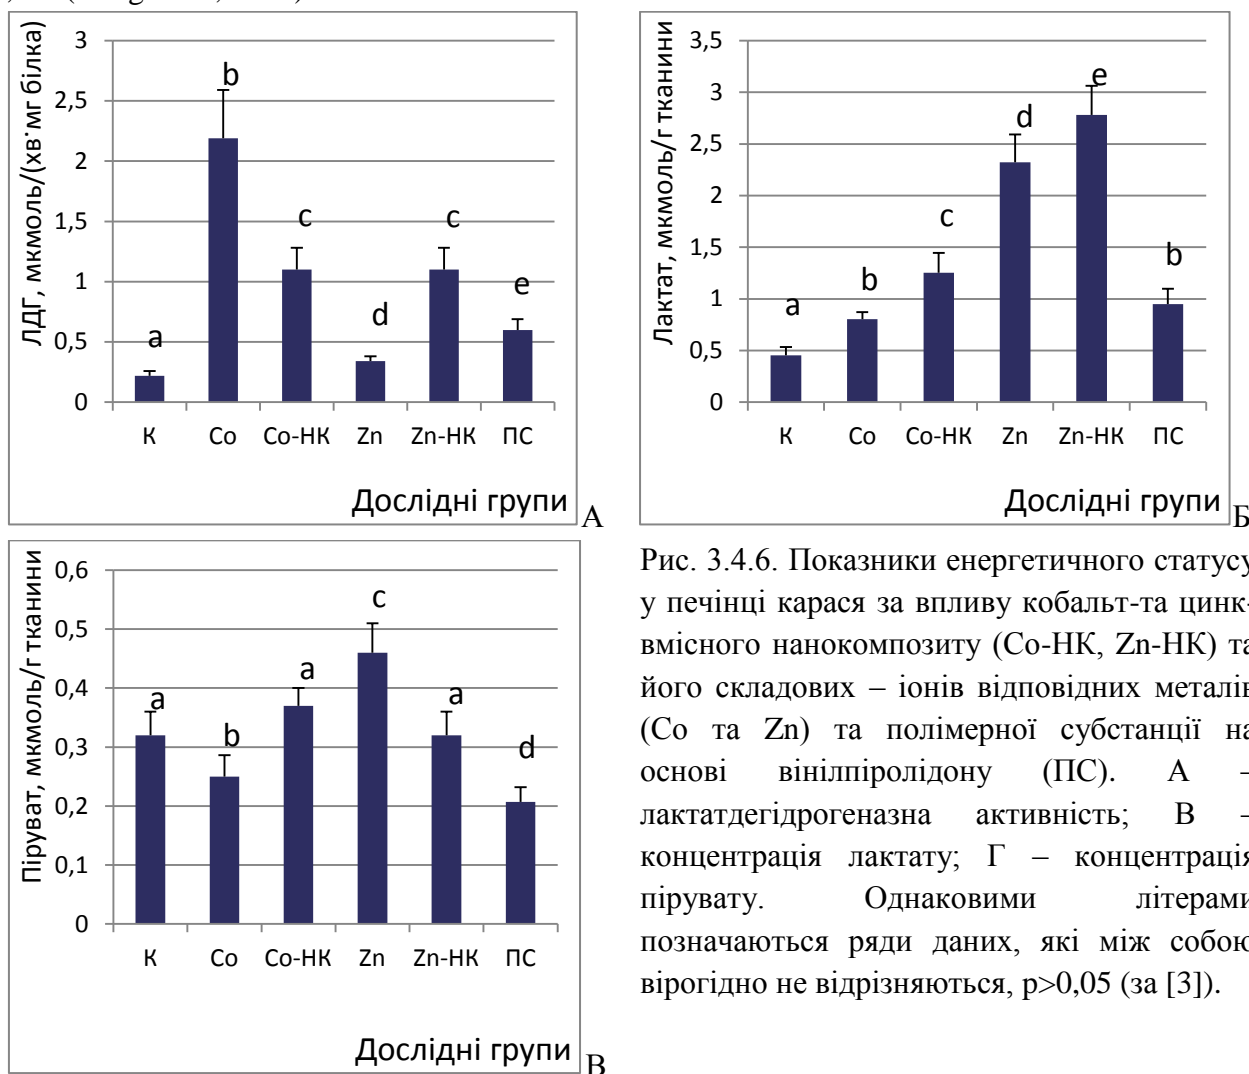 3
2,5
2
1,5
1
0,5
0
ЛДГ, мкмоль/(хв·мг білка)
a
b
c
d
c
e
К Co Co-НК Zn Zn-НК ПС
Дослідні групи
А
3,5
3
2,5
2
1,5
1
0,5
0
Лактат, мкмоль/г тканини
a
b
c
d
e
b
К Co Co-НК Zn Zn-НК ПС
Дослідні групи
Б
0,6
0,5
0,4
0,3
0,2
0,1
0
Піруват, мкмоль/г тканини
a
b
a
c
a
d
К Co Co-НК Zn Zn-НК ПС
Дослідні групи
В
Рис. 3.4.6. Показники енергетичного статусу
у печінці карася за впливу кобальт-та цинк-
вмісного нанокомпозиту (Co-НК, Zn-НК) та
його складових – іонів відповідних металів
(Co та Zn) та полімерної субстанції на
основі вінілпіролідону (ПС). А –
лактатдегідрогеназна активність; В –
концентрація лактату; Г – концентрація
пірувату. Однаковими літерами
позначаються ряди даних, які між собою
вірогідно не відрізняються, p>0,05 (за [3]).